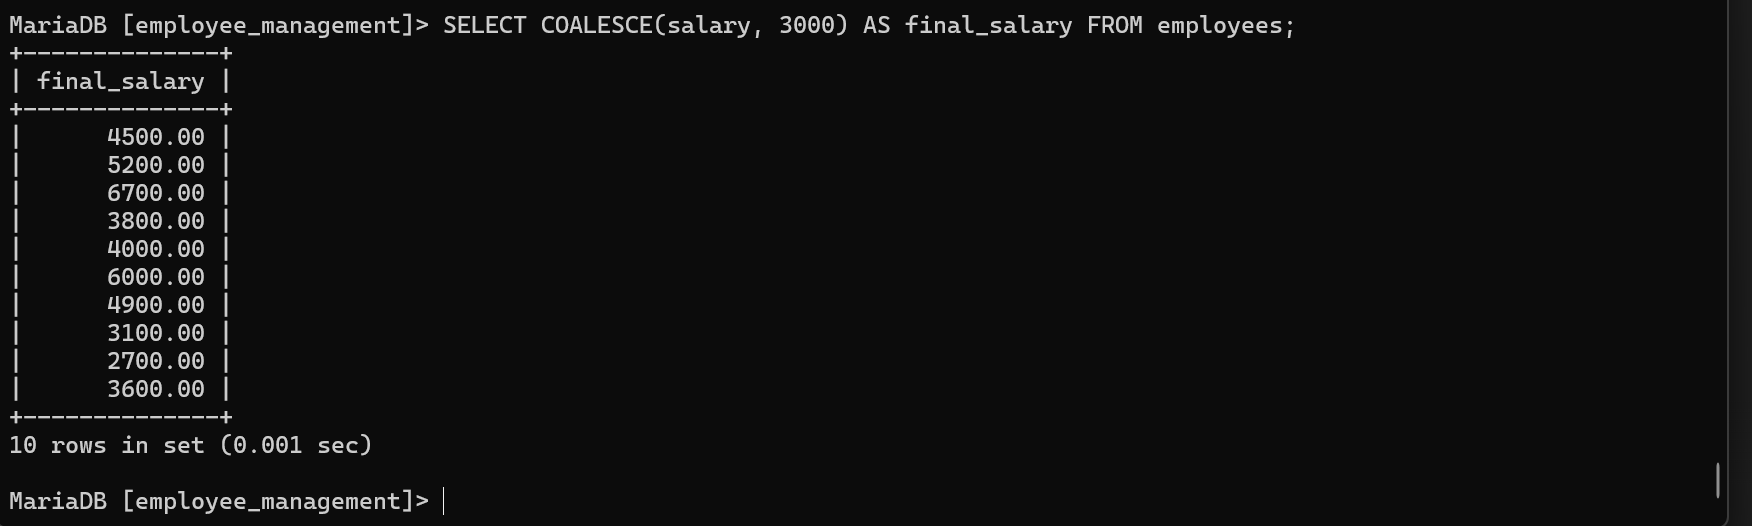 MariaDB [employee_management]> SELECT COALESCE(salary, 3000) AS final_salary FROM employees;
+--------------+
| final_salary |
+--------------+
|      4500.00 |
|      5200.00 |
|      6700.00 |
|      3800.00 |
|      4000.00 |
|      6000.00 |
|      4900.00 |
|      3100.00 |
|      2700.00 |
|      3600.00 |
+--------------+
10 rows in set (0.001 sec)
MariaDB [employee_management]>